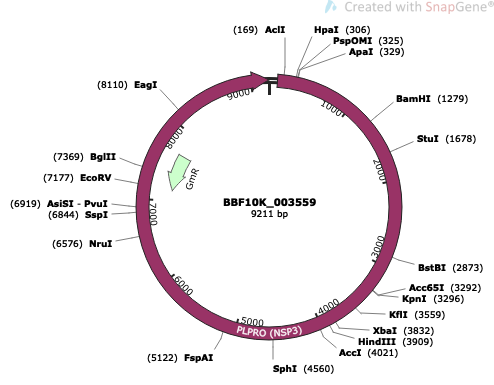 Created with SnapGene®
(169) AclI
HpaI (306)
PspOMI (325)
ApaI (329)
(8110) EagI
BamHI (1279)
StuI (1678)
(7369) BglII
(7177) EcoRV
(6919) AsiSI - PvuI
(6844) SspI
(6576) NruI
BstBI (2873)
Acc65I (3292)
KpnI (3296)
KflI (3559)
XbaI (3832)
HindIII (3909)
AccI (4021)
(5122) FspAI
SphI (4560)
1000
2000
3000
4000
5000
6000
7000
8000
9000
GmR
BBF10K_003559
9211 bp
PLPRO (NSP3)